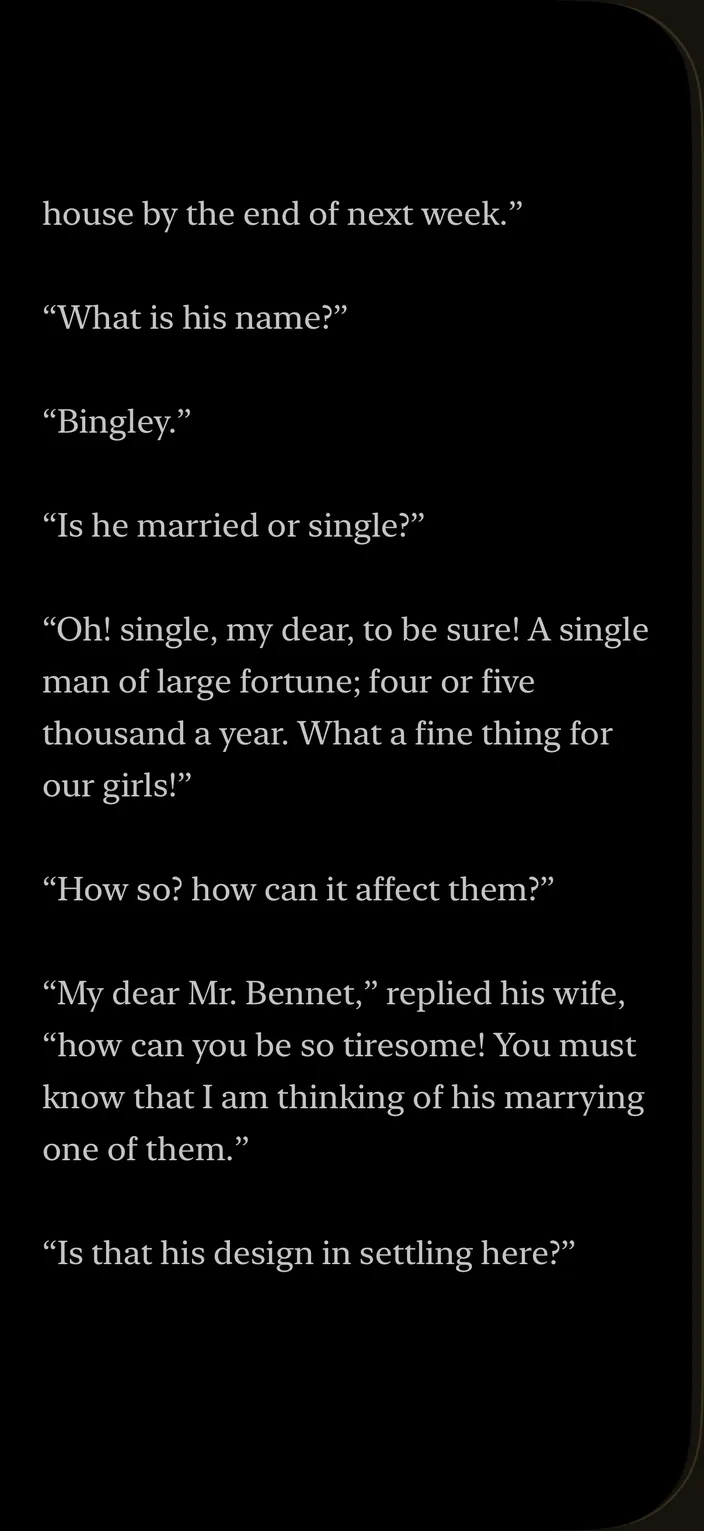 house by the end of next week.”
“What is his name?”
“Bingley.”
“Is he married or single?”
“Oh! single, my dear, to be sure! A single
man of large fortune; four or five
thousand a year. What a fine thing for
our girls!”
“How so? how can it affect them?”
“My dear Mr. Bennet,” replied his wife,
“how can you be so tiresome! You must
know that I am thinking of his marrying
one of them.”
“Is that his design in settling here?”